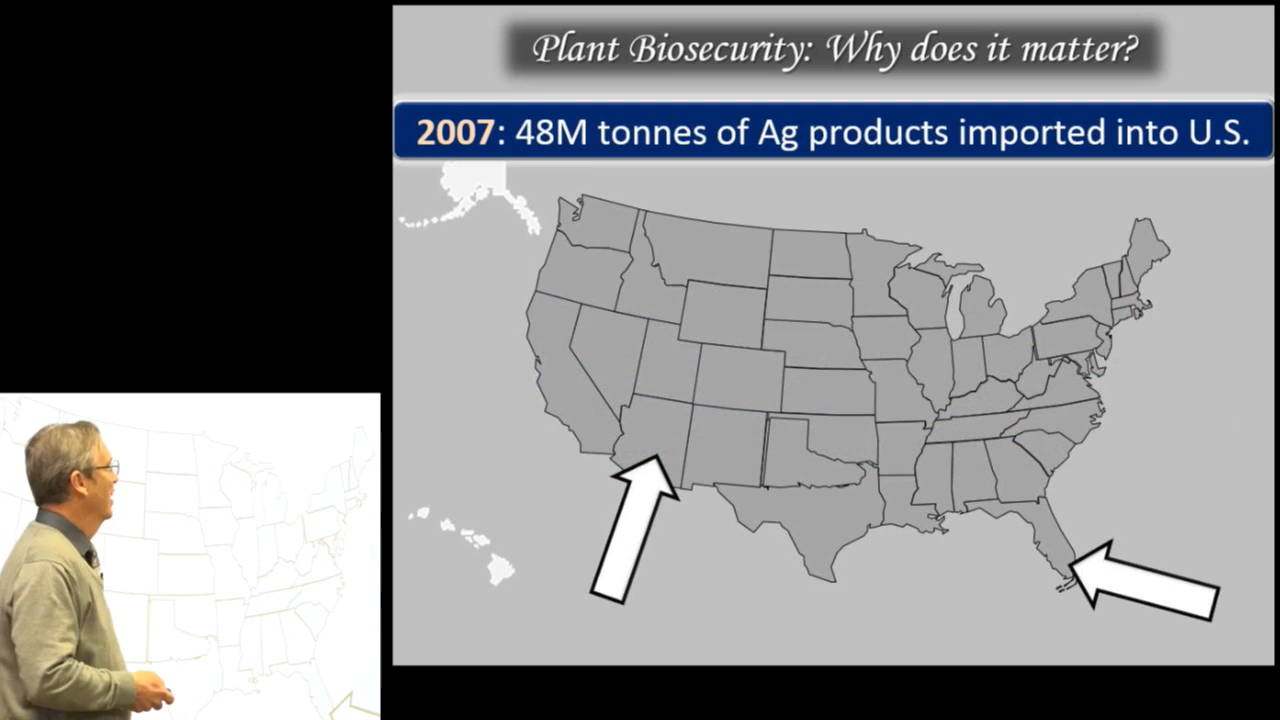 Plant Biosecurity: Why does it matter?
2007: 48M tonnes of Ag products imported into U.S.